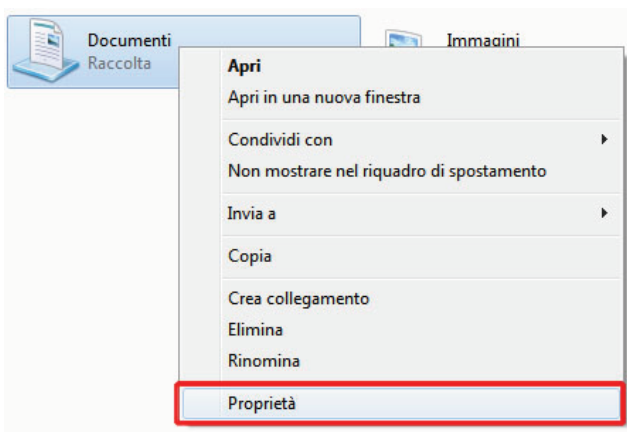 Documenti
Raccolta
Immagini
Apri
Apri in una nuova finestra
Condividi con
Non mostrare nel riquadro di spostamento
Invia a
Copia
Crea collegamento
Elimina
Rinomina
Proprietà